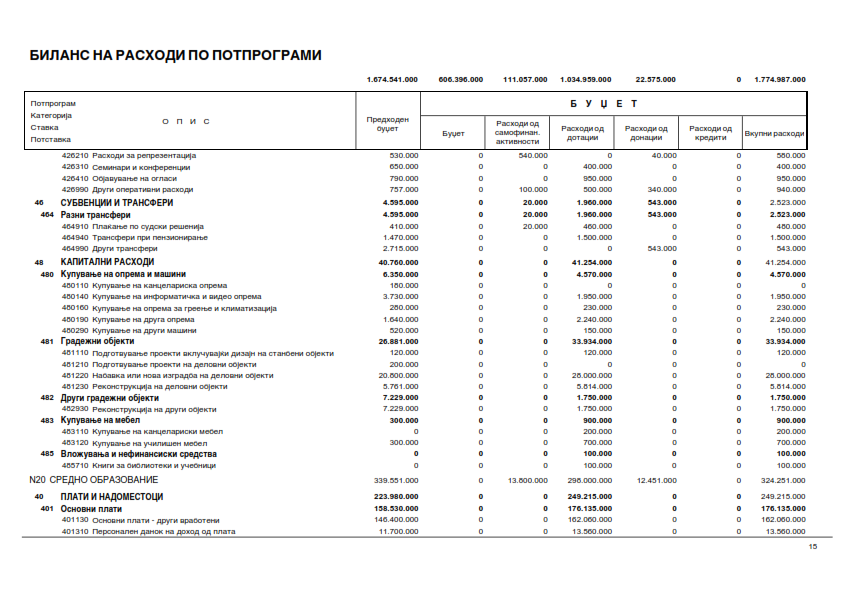 БИЛАНС НА РАСХОДИ ПО ПОТПРОГРАМИ
1.674.541.000 606.396.000 111.057.000 1.034.959.000 22.575.000 0 1.774.987.000
Потпрограм
Категорија
Ставка
Потставка
О П И С
Предходен буџет
Б У Џ Е Т
Буџет
Расходи од самофинан. активности
Расходи од дотации
Расходи од донации
Расходи од кредити
Вкупни расходи
426210 Расходи за репрезентација 530.000 0 540.000 0 40.000 0 580.000
426310 Семинари и конференции 650.000 0 0 400.000 0 0 400.000
426410 Објавување на огласи 790.000 0 0 950.000 0 0 950.000
426990 Други оперативни расходи 757.000 0 100.000 500.000 340.000 0 940.000
46 СУБВЕНЦИИ И ТРАНСФЕРИ 4.595.000 0 20.000 1.960.000 543.000 0 2.523.000
464 Разни трансфери 4.595.000 0 20.000 1.960.000 543.000 0 2.523.000
464910 Плаќање по судски решенија 410.000 0 20.000 460.000 0 0 480.000
464940 Трансфери при пензионирање 1.470.000 0 0 1.500.000 0 0 1.500.000
464990 Други трансфери 2.715.000 0 0 0 543.000 0 543.000
48 КАПИТАЛНИ РАСХОДИ 40.760.000 0 0 41.254.000 0 0 41.254.000
480 Купување на опрема и машини 6.350.000 0 0 4.570.000 0 0 4.570.000
480110 Купување на канцелариска опрема 180.000 0 0 0 0 0 0
480140 Купување на информатичка и видео опрема 3.730.000 0 0 1.950.000 0 0 1.950.000
480160 Купување на опрема за греење и климатизација 280.000 0 0 230.000 0 0 230.000
480190 Купување на друга опрема 1.640.000 0 0 2.240.000 0 0 2.240.000
480290 Купување на други машини 520.000 0 0 150.000 0 0 150.000
481 Градежни објекти 26.881.000 0 0 33.934.000 0 0 33.934.000
481110 Подготвување проекти вклучувајќи дизајн на станбени објекти 120.000 0 0 120.000 0 0 120.000
481210 Подготвување проекти на деловни објекти 200.000 0 0 0 0 0 0
481220 Набавка или нова изградба на деловни објекти 20.800.000 0 0 28.000.000 0 0 28.000.000
481230 Реконструкција на деловни објекти 5.761.000 0 0 5.814.000 0 0 5.814.000
482 Други градежни објекти 7.229.000 0 0 1.750.000 0 0 1.750.000
482930 Реконструкција на други објекти 7.229.000 0 0 1.750.000 0 0 1.750.000
483 Купување на мебел 300.000 0 0 900.000 0 0 900.000
483110 Купување на канцелариски мебел 0 0 0 200.000 0 0 200.000
483120 Купување на училишен мебел 300.000 0 0 700.000 0 0 700.000
485 Вложувања и нефинансиски средства 0 0 0 100.000 0 0 100.000
485710 Книги за библиотеки и учебници 0 0 0 100.000 0 0 100.000
N20 СРЕДНО ОБРАЗОВАНИЕ 339.551.000 0 13.800.000 298.000.000 12.451.000 0 324.251.000
40 ПЛАТИ И НАДОМЕСТОЦИ 223.980.000 0 0 249.215.000 0 0 249.215.000
401 Основни плати 158.530.000 0 0 176.135.000 0 0 176.135.000
401130 Основни плати - други вработени 146.400.000 0 0 162.060.000 0 0 162.060.000
401310 Персонален данок на доход од плата 11.700.000 0 0 13.560.000 0 0 13.560.000
15